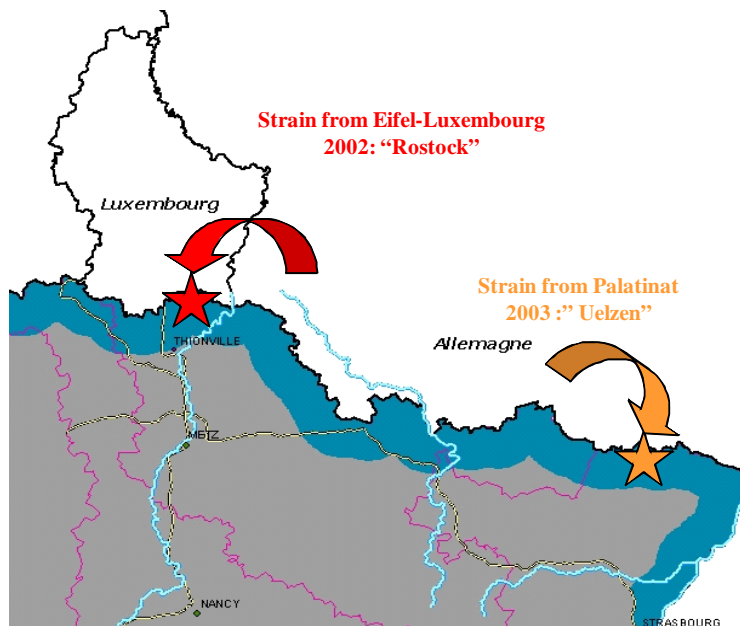 Strain from Eifel-Luxembourg
2002: “Rostock”
Luxembourg
Strain from Palatinat
2003 :” Uelzen”
Allemagne
THIONVILLE
METZ
NANCY
STRASBOURG